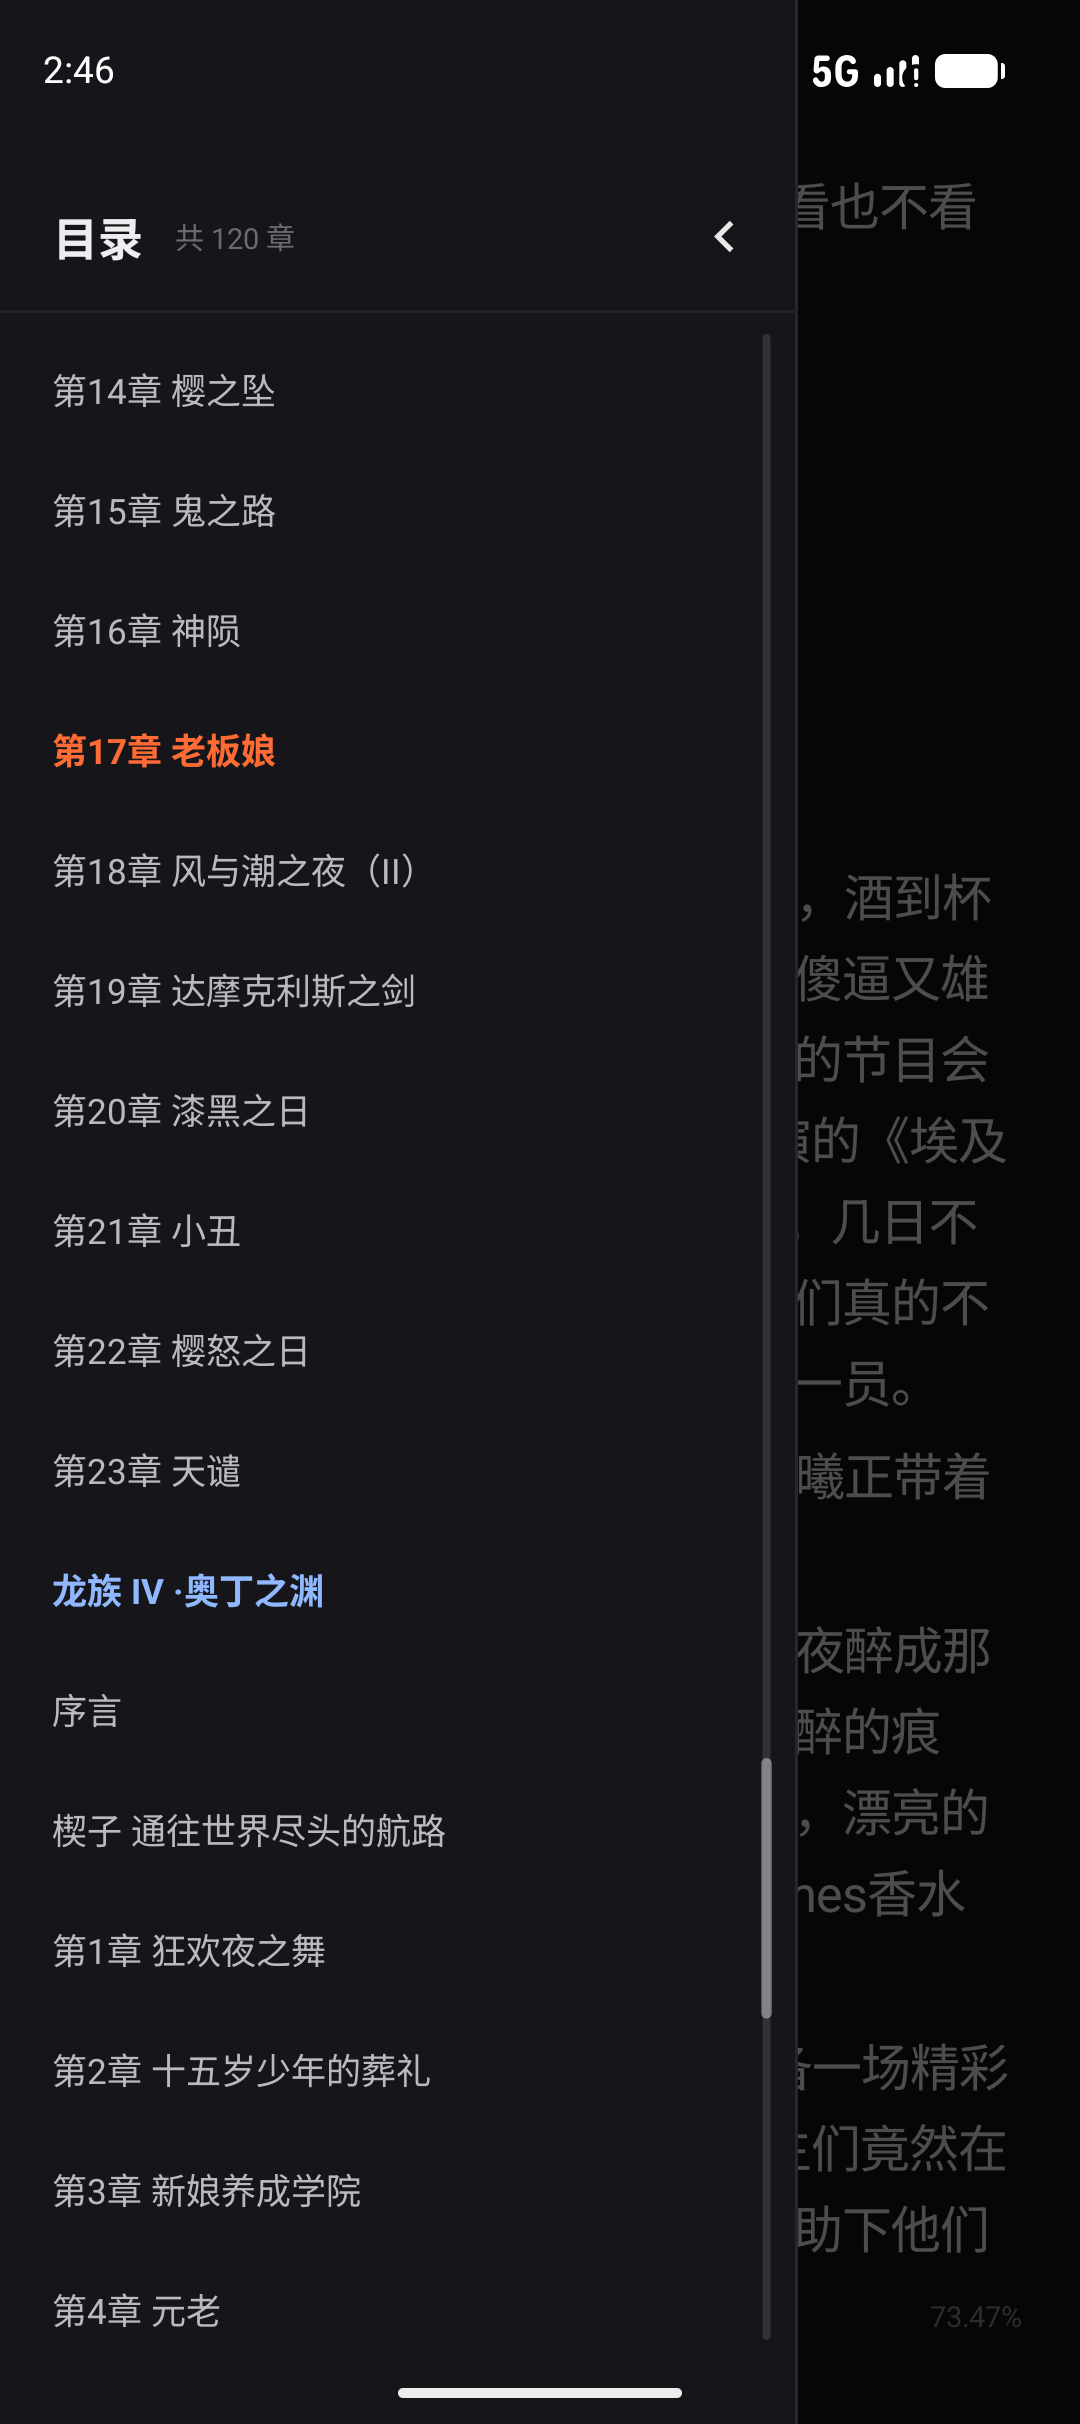 2:46
5G
目录 共 120 章
第14章 樱之坠
第15章 鬼之路
第16章 神陨
第17章 老板娘
第18章 风与潮之夜（II）
第19章 达摩克利斯之剑
第20章 漆黑之日
第21章 小丑
第22章 樱怒之日
第23章 天谴
龙族 IV ·奥丁之渊
序言
楔子 通往世界尽头的航路
第1章 狂欢夜之舞
第2章 十五岁少年的葬礼
第3章 新娘养成学院
第4章 元老
看也不看
，酒到杯
傻逼又雄
的节目会
演的《埃及
几日不
们真的不
一员。
曦正带着
夜醉成那
醉的痕
，漂亮的
mes香水
一场精彩
生们竟然在
助下他们
73.47%